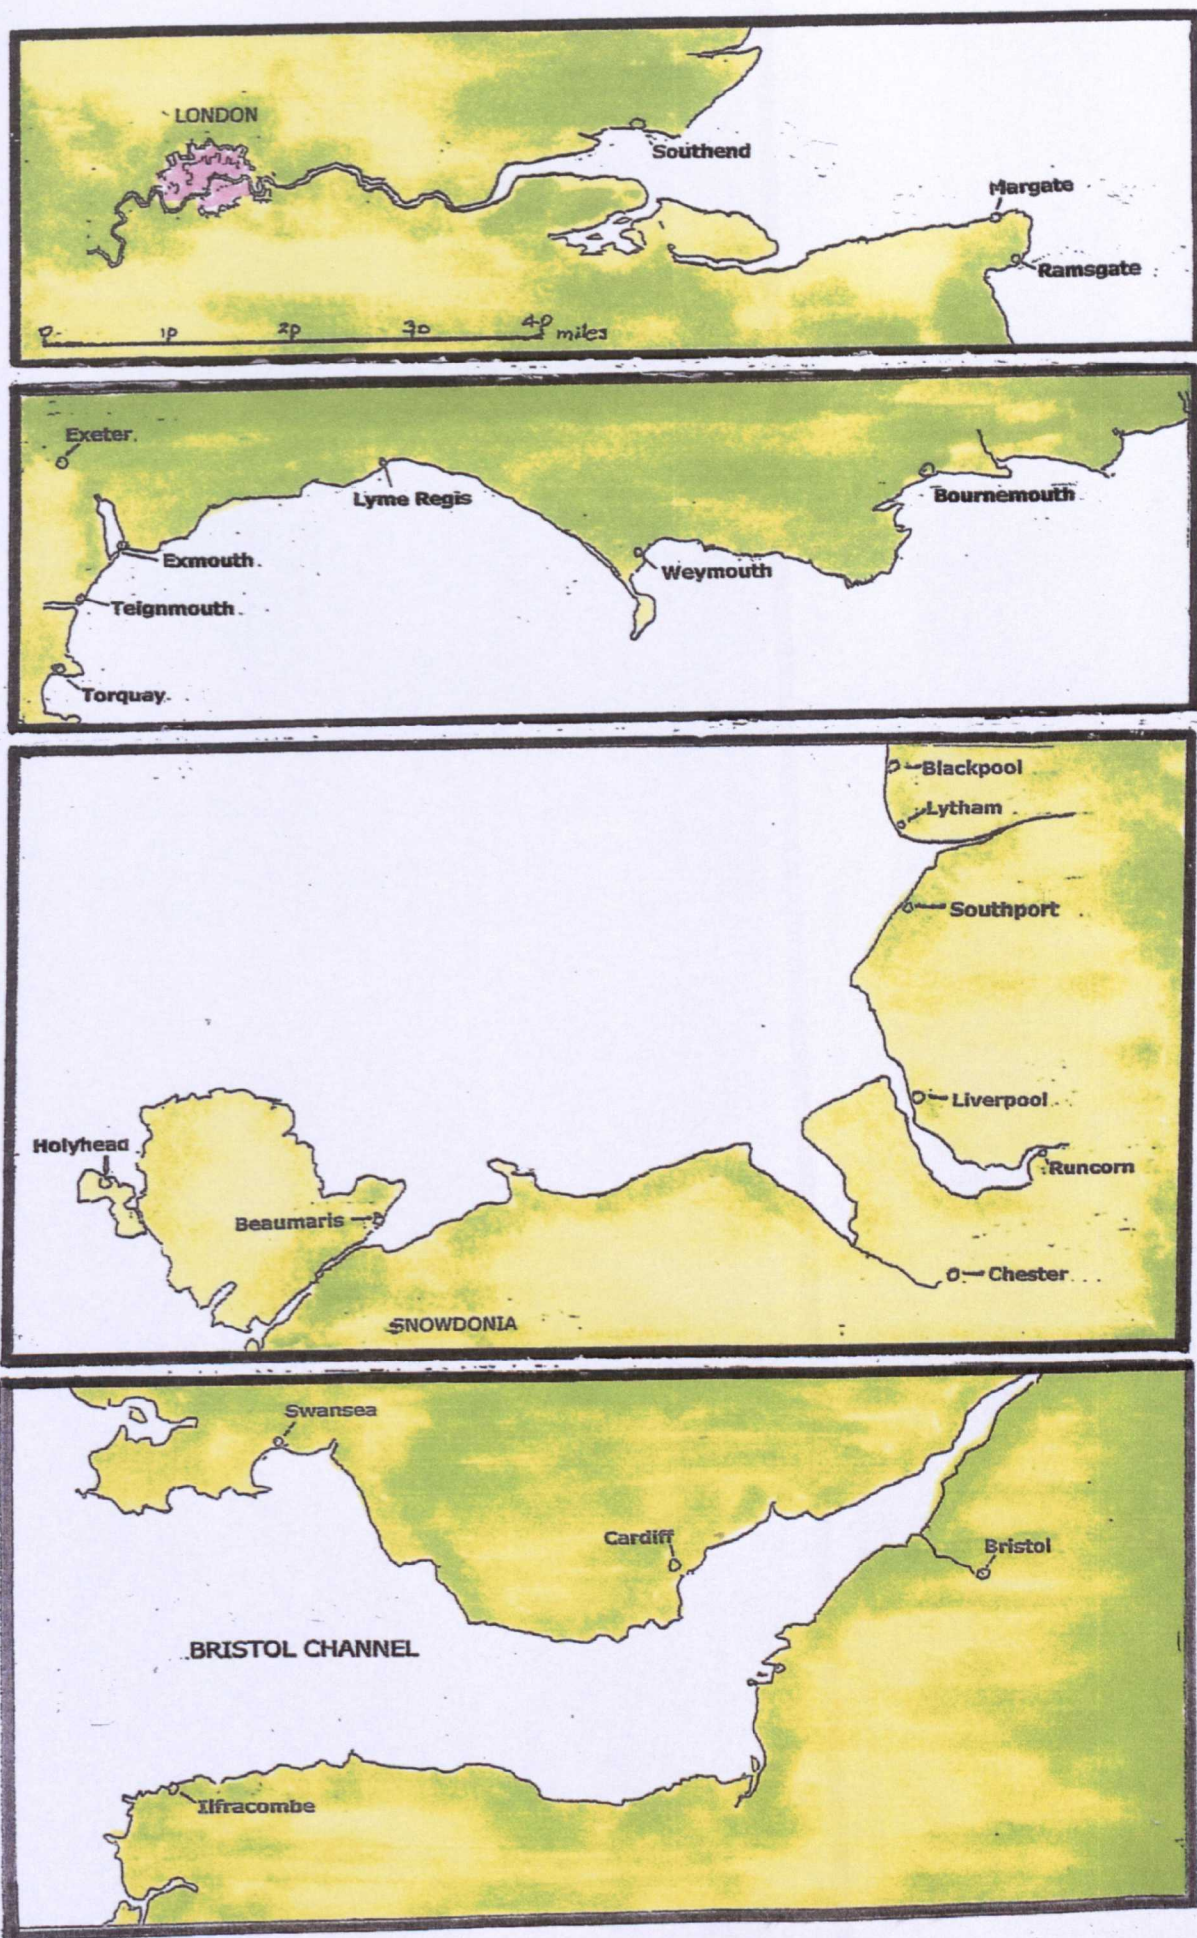 LONDON
Southend
Margate
Ramsgate
0 10 20 30 40 miles
Exeter
Lyme Regis
Bournemouth
Exmouth
Weymouth
Teignmouth
Torquay
Blackpool
Lytham
Southport
Liverpool
Holyhead
Runcorn
Beaumaris
Chester
SNOWDONIA
Swansea
Cardiff
Bristol
BRISTOL CHANNEL
Ilfracombe